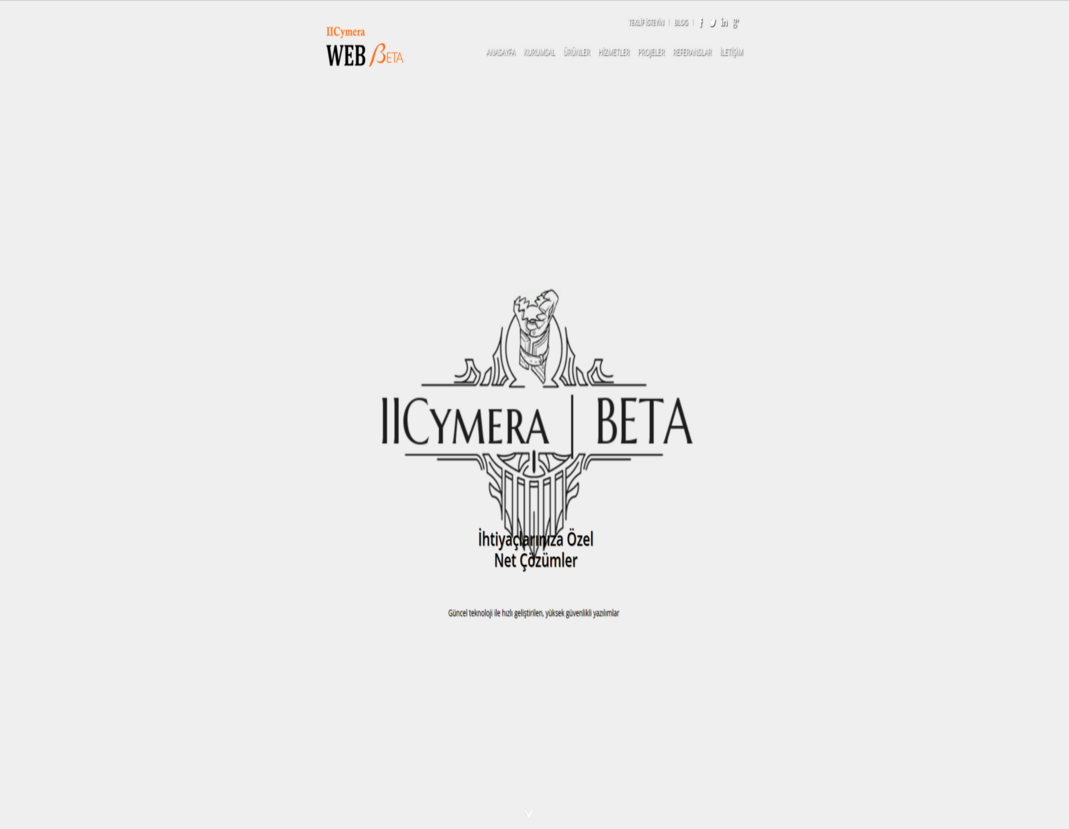 TEKLİF İSTEYİN | BLOG |
IICymera
WEB BETA
ANASAYFA KURUMSAL ÜRÜNLER HİZMETLER PROJELER REFERANSLAR İLETİŞİM
IICYMERA | BETA
İhtiyaçlarınıza Özel
Net Çözümler
Güncel teknoloji ile hızlı geliştirilen, yüksek güvenlikli yazılımlar